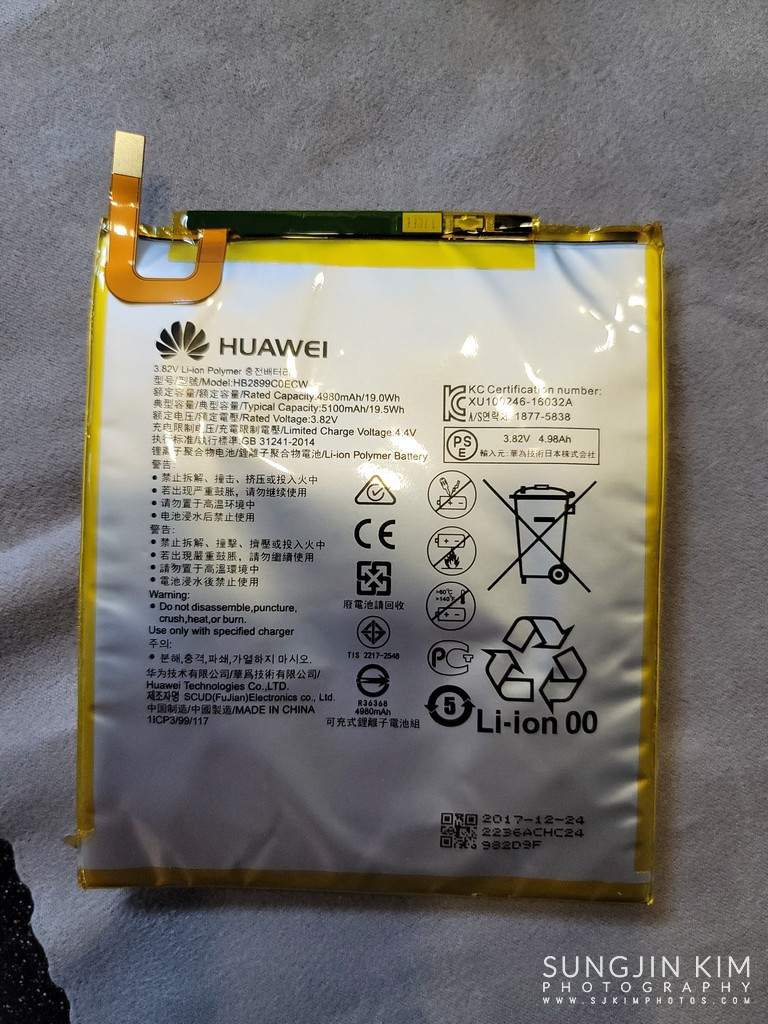 HUAWEI
3.82V Li-ion Polymer 충전배터리
型号/型號/Model:HB2899C0ECW
额定容量/額定容量/Rated Capacity:4980mAh/19.0Wh
典型容量/典型容量/Typical Capacity:5100mAh/19.5Wh
额定电压/額定電壓/Rated Voltage:3.82V
充电限制电压/充電限制電壓/Limited Charge Voltage:4.4V
执行标准/執行標準:GB 31241-2014
锂离子聚合物电池/鋰離子聚合物電池/Li-ion Polymer Battery
KC Certification number:
XU100246-16032A
A/S연락처: 1877-5838
PS
E
3.82V 4.98Ah
輸入元: 華為技術日本株式会社
警告:
• 禁止拆解、撞击、挤压或投入火中
• 若出现严重鼓胀，请勿继续使用
• 请勿置于高温环境中
• 电池浸水后禁止使用
警告:
• 禁止拆解、撞擊、擠壓或投入火中
• 若出現嚴重鼓脹，請勿繼續使用
• 請勿置于高溫環境中
• 電池浸水後禁止使用
Warning:
• Do not disassemble,puncture,
crush,heat,or burn.
Use only with specified charger
주의:
• 분해,충격,파쇄,가열하지 마시오.
华为技术有限公司/華爲技術有限公司/
Huawei Technologies Co.,LTD.
제조자명 SCUD(FuJian)Electronics co., Ltd.
中国制造/中國製造/MADE IN CHINA
1ICP3/99/117
CE
廢電池請回收
TIS 2217-2548
R36368
4980mAh
可充式鋰離子電池組
>60℃
>140℉
5
Li-ion 00
2017-12-24
2236ACHC24
982D9F
SUNGJIN KIM
PHOTOGRAPHY
WWW.SJKIMPHOTOS.COM